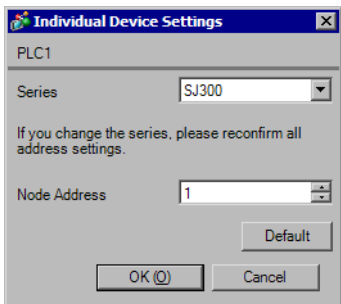 Individual Device Settings
PLC1
Series SJ300
If you change the series, please reconfirm all
address settings.
Node Address 1
Default
OK (O) Cancel